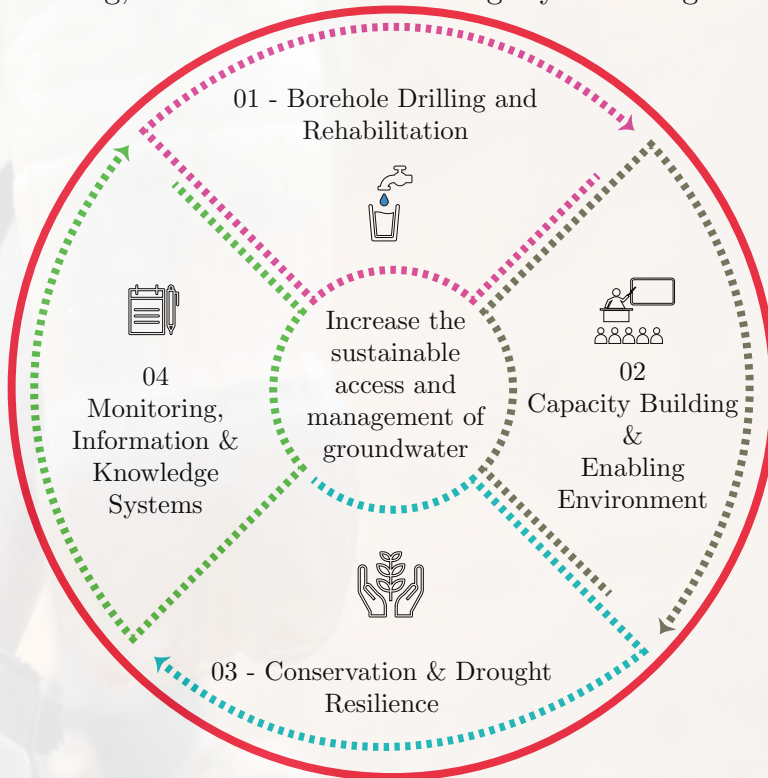 01 - Borehole Drilling and
Rehabilitation
Increase the
sustainable
access and
management of
groundwater
02
Capacity Building
&
Enabling
Environment
04
Monitoring,
Information &
Knowledge
Systems
03 - Conservation & Drought
Resilience